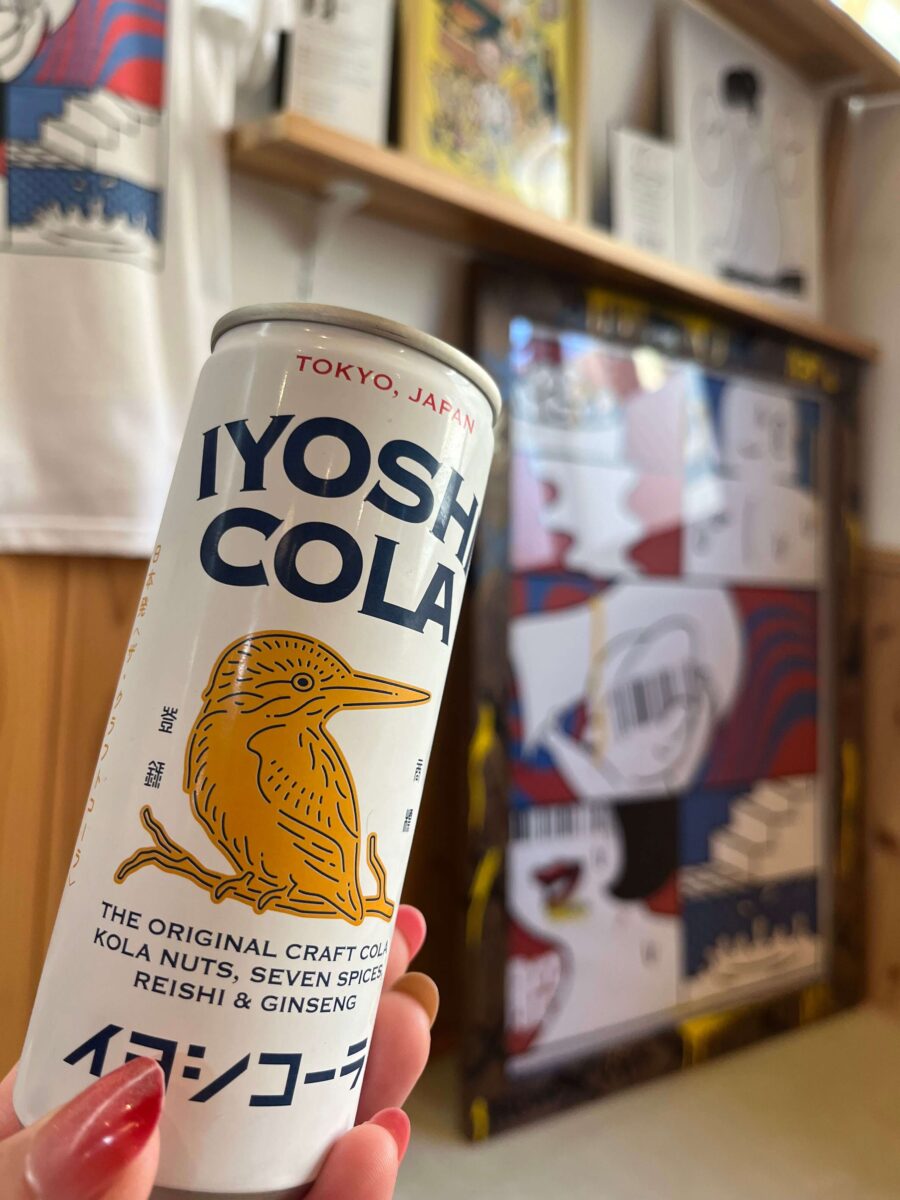 TOKYO, JAPAN
IYOSHI
COLA
THE ORIGINAL CRAFT COLA
KOLA NUTS, SEVEN SPICES
REISHI & GINSENG
イヨシコーラ